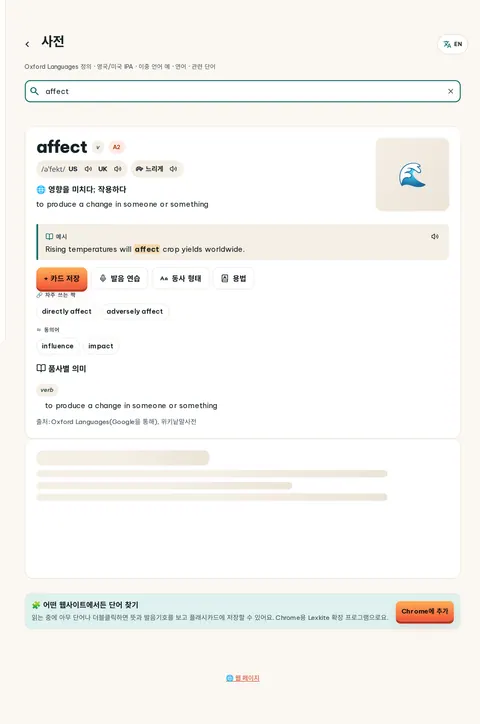 사전
EN
Oxford Languages 정의 · 영국/미국 IPA · 이중 언어 예 · 연어 · 관련 단어
affect
affect v A2
/əˈfekt/ US UK 느리게
영향을 미치다; 작용하다
to produce a change in someone or something
예시
Rising temperatures will affect crop yields worldwide.
+ 카드 저장 발음 연습 Aa 동사 형태 용법
자주 쓰는 짝
directly affect adversely affect
≈ 동의어
influence impact
품사별 의미
verb
to produce a change in someone or something
출처: Oxford Languages(Google을 통해), 위키낱말사전
어떤 웹사이트에서든 단어 찾기
읽는 중에 아무 단어나 더블클릭하면 뜻과 발음기호를 보고 플래시카드에 저장할 수 있어요. Chrome용 Lexkite 확장 프로그램으로요.
Chrome에 추가
웹 페이지